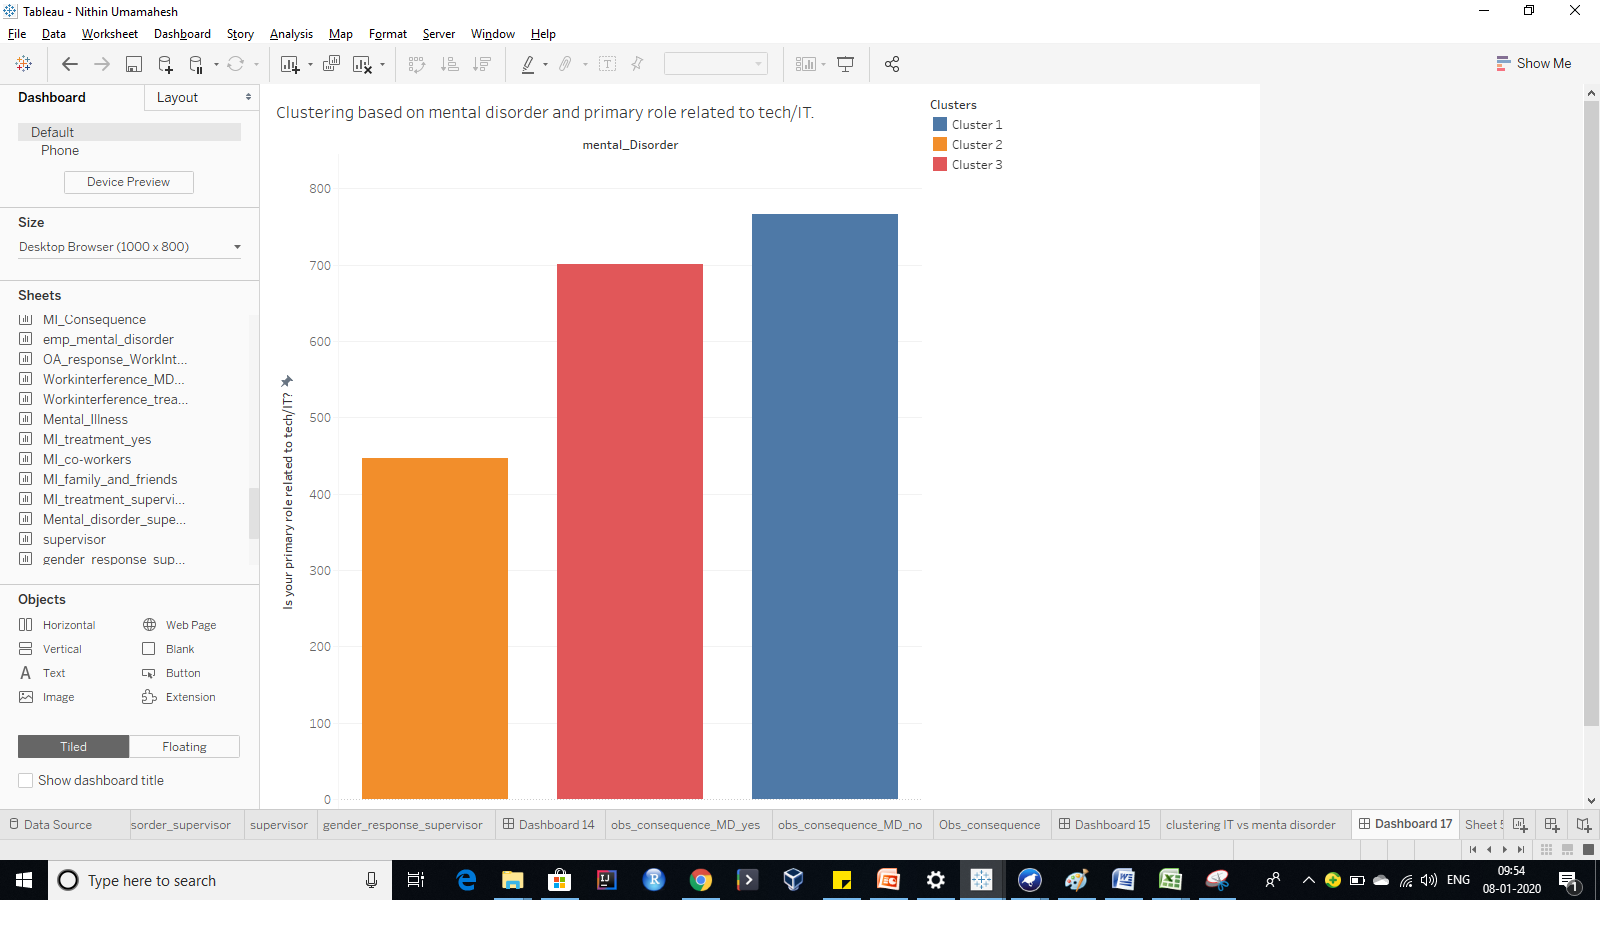 Tableau - Nithin Umamahesh
File Data Worksheet Dashboard Story Analysis Map Format Server Window Help
Show Me
Dashboard Layout
Default
Phone
Device Preview
Size
Desktop Browser (1000 x 800)
Sheets
MI_Consequence
emp_mental_disorder
OA_response_WorkInt...
Workinterference_MD...
Workinterference_trea...
Mental_Illness
MI_treatment_yes
MI_co-workers
MI_family_and_friends
MI_treatment_supervi...
Mental_disorder_supe...
supervisor
gender_response_sup...
Objects
Horizontal Web Page
Vertical Blank
Text Button
Image Extension
Tiled Floating
Show dashboard title
Clustering based on mental disorder and primary role related to tech/IT.
mental_Disorder
Is your primary role related to tech/IT?
800
700
600
500
400
300
200
100
0
Clusters
Cluster 1
Cluster 2
Cluster 3
Data Source sorder_supervisor supervisor gender_response_supervisor Dashboard 14 obs_consequence_MD_yes obs_consequence_MD_no Obs_consequence Dashboard 15 clustering IT vs menta disorder Dashboard 17 Sheet
Type here to search
ENG
09:54
08-01-2020
1